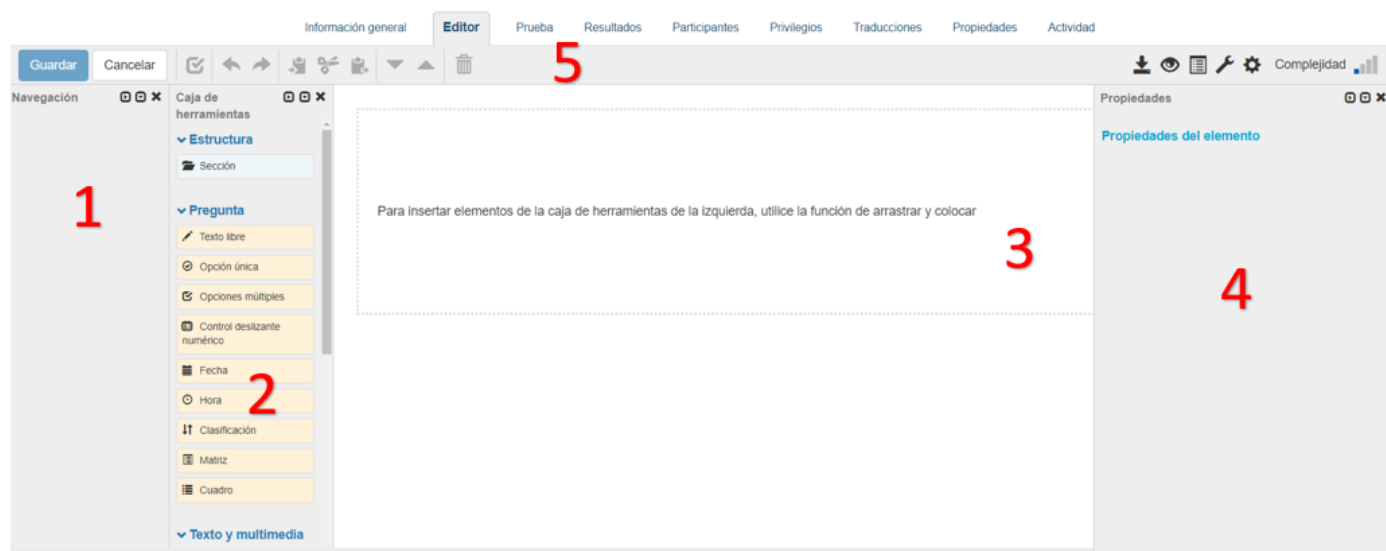 Información general Editor Prueba Resultados Participantes Privilegios Traducciones Propiedades Actividad
5
Guardar Cancelar Complejidad
Navegación
1
Caja de
herramientas
Estructura
Sección
Pregunta
Texto libre
Opción única
Opciones múltiples
Control deslizante
numérico
Fecha
2
Hora
Clasificación
Matriz
Cuadro
Texto y multimedia
Para insertar elementos de la caja de herramientas de la izquierda, utilice la función de arrastrar y colocar
3
Propiedades
Propiedades del elemento
4